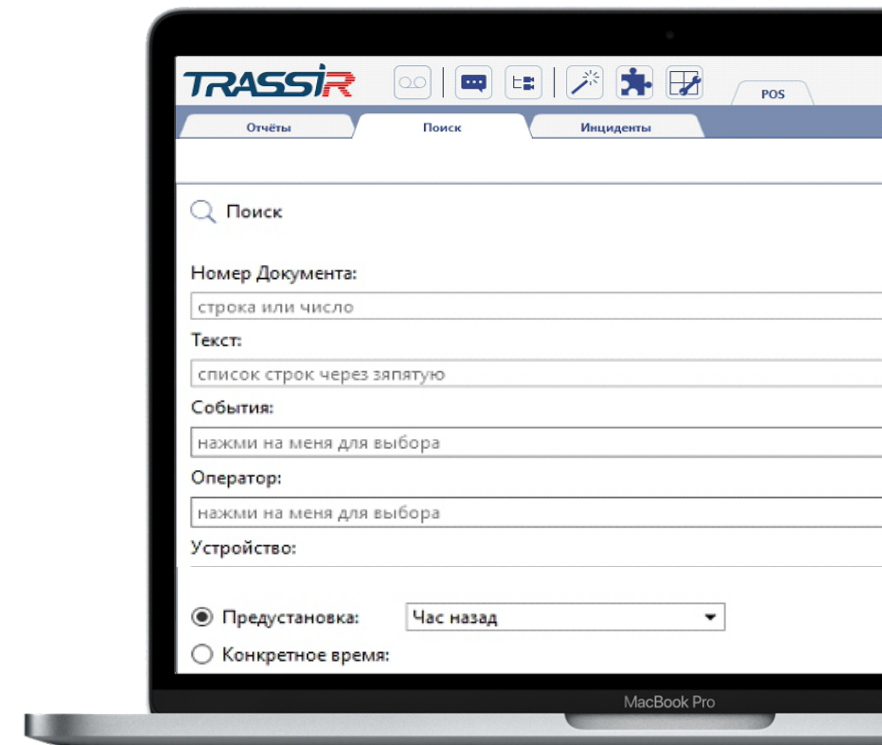 TRASSIR
POS
Отчёты
Поиск
Инциденты
Поиск
Номер Документа:
строка или число
Текст:
список строк через зяпятую
События:
нажми на меня для выбора
Оператор:
нажми на меня для выбора
Устройство:
Предустановка:
Час назад
Конкретное время:
MacBook Pro